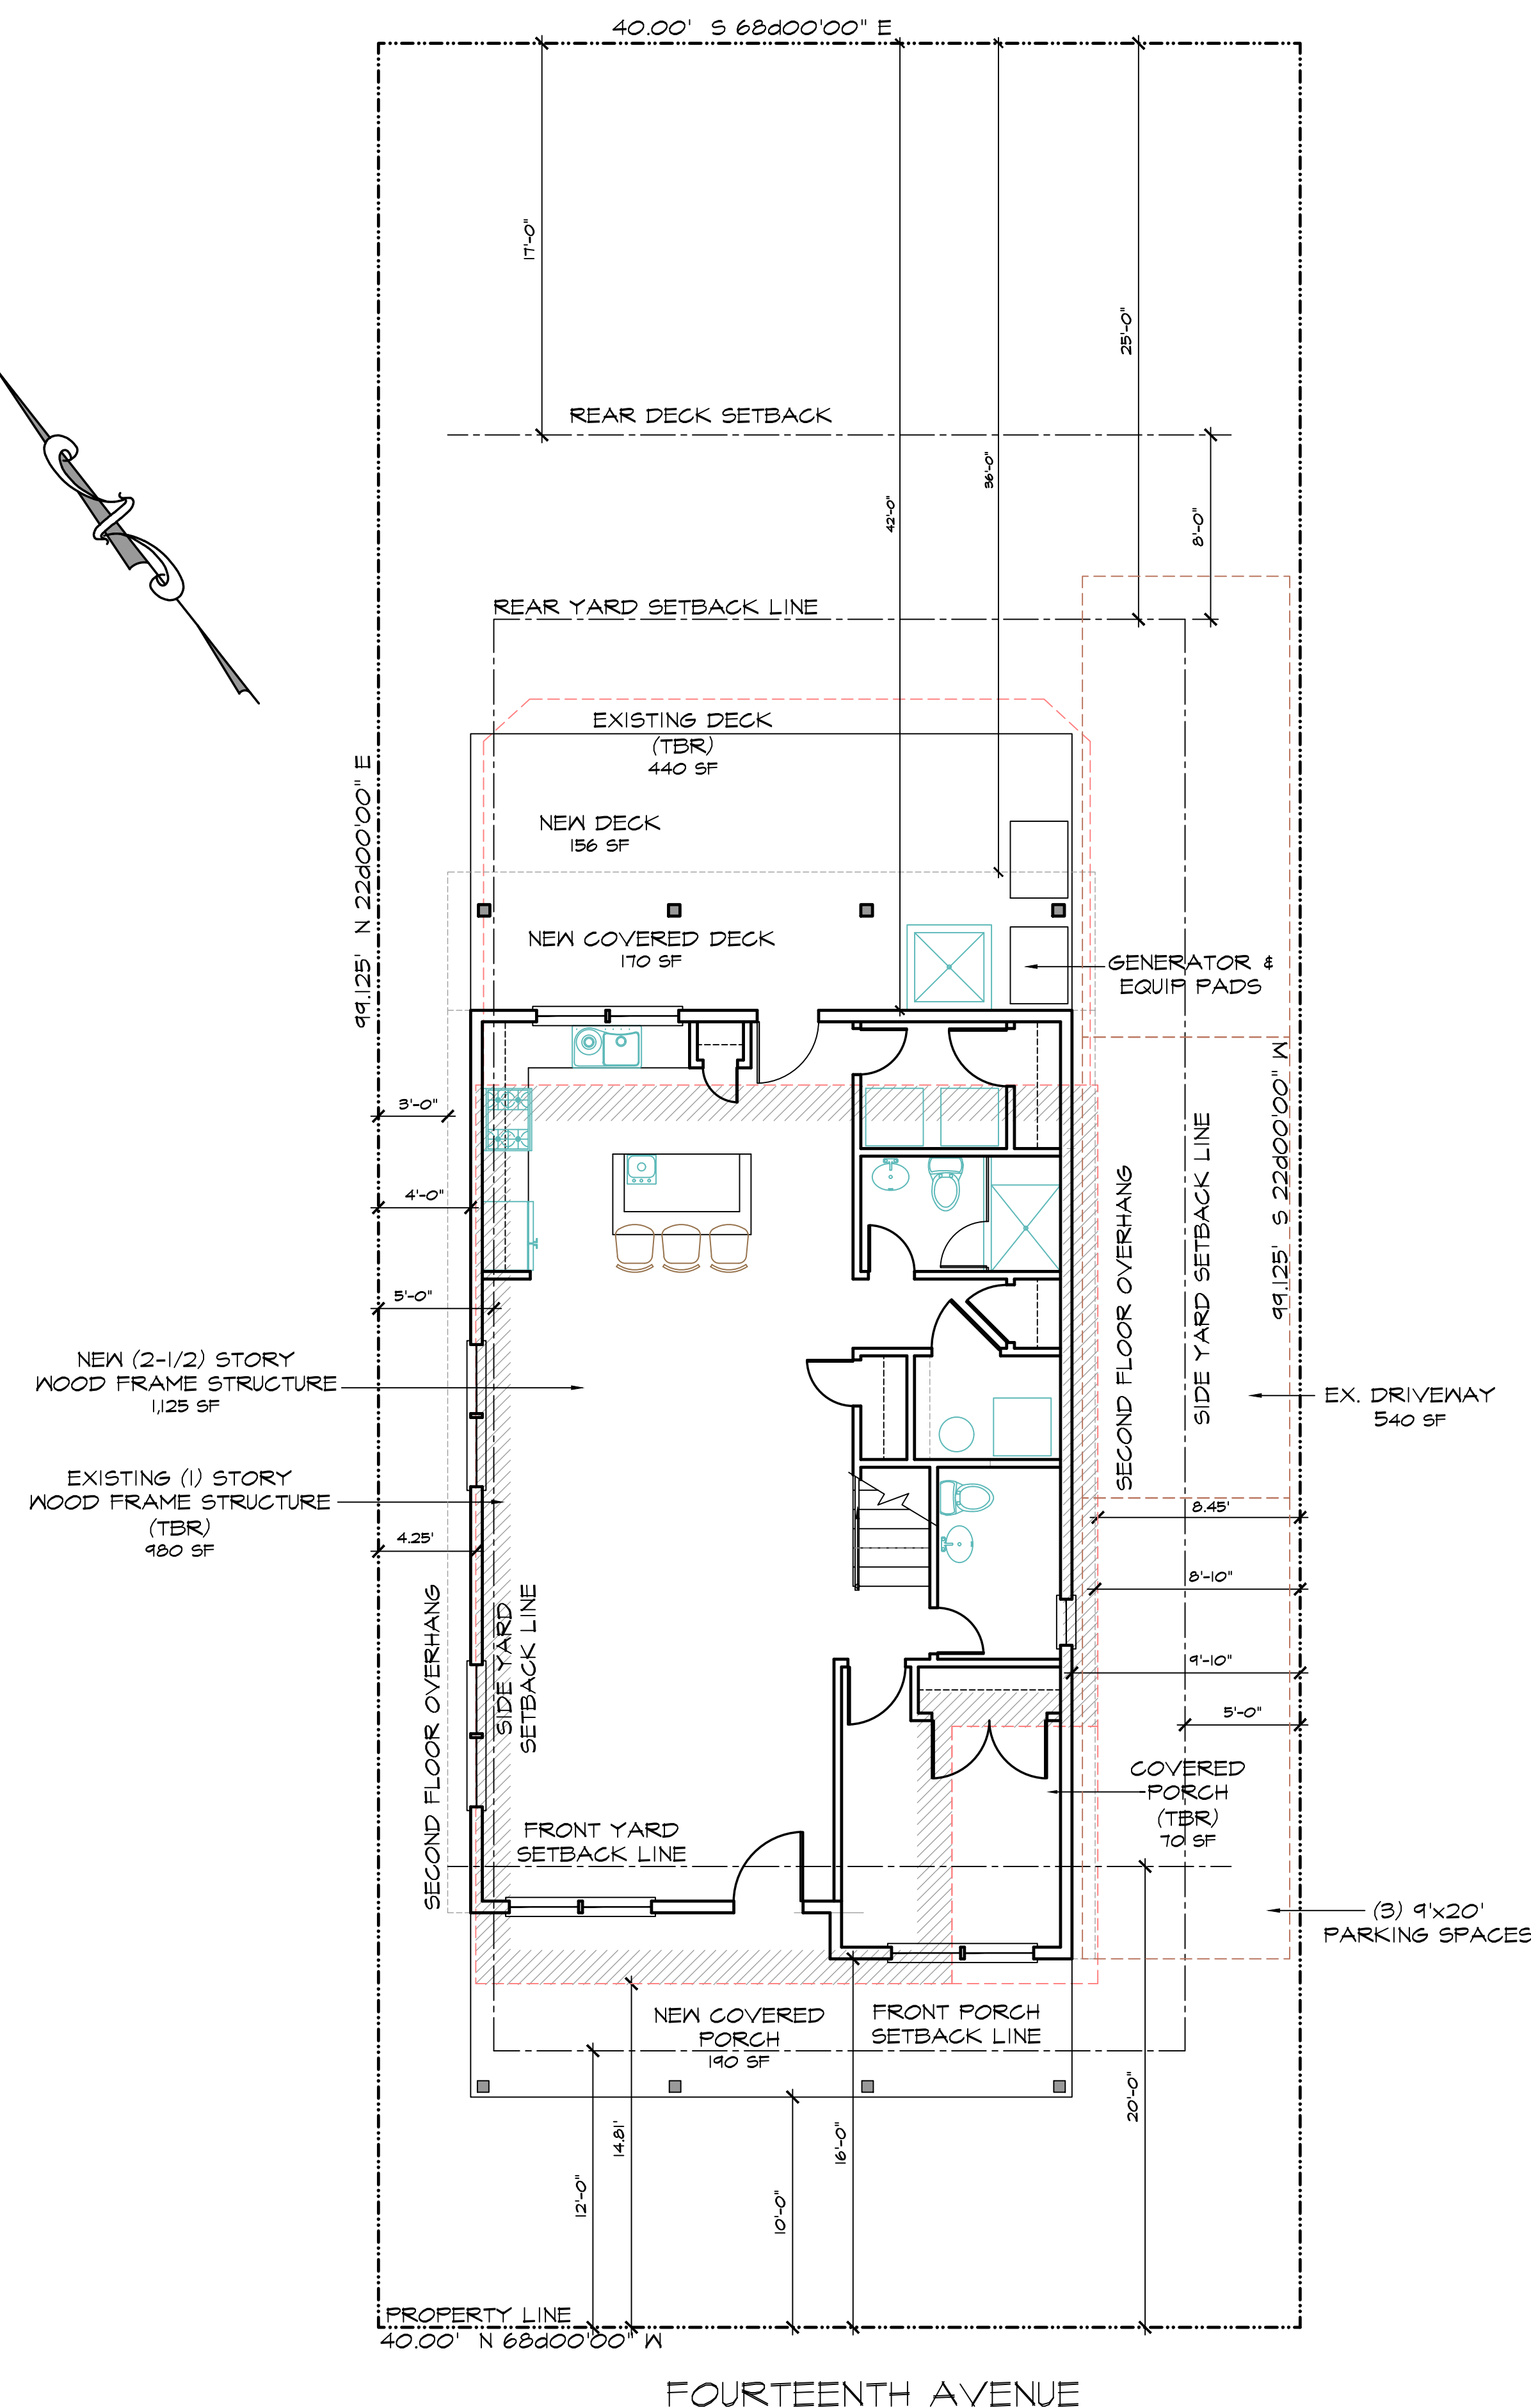 40.00' S 68d00'00" E
17'-0"
25'-0"
REAR DECK SETBACK
36'-0"
42'-0"
8'-0"
REAR YARD SETBACK LINE
EXISTING DECK
(TBR)
440 SF
99.125' N 22d00'00" E
NEW DECK
156 SF
NEW COVERED DECK
170 SF
GENERATOR &
EQUIP PADS
3'-0"
4'-0"
5'-0"
SECOND FLOOR OVERHANG
SIDE YARD SETBACK LINE
99.125' S 22d00'00" W
NEW (2-1/2) STORY
WOOD FRAME STRUCTURE
1,125 SF
EX. DRIVEWAY
540 SF
EXISTING (1) STORY
WOOD FRAME STRUCTURE
(TBR)
980 SF
4.25'
8.45'
8'-10"
9'-10"
5'-0"
SECOND FLOOR OVERHANG
SIDE YARD
SETBACK LINE
COVERED
PORCH
(TBR)
70 SF
FRONT YARD
SETBACK LINE
(3) 9'x20'
PARKING SPACES
NEW COVERED
PORCH
190 SF
FRONT PORCH
SETBACK LINE
12'-0"
14.81'
10'-0"
16'-0"
20'-0"
PROPERTY LINE
40.00' N 68d00'00" W
FOURTEENTH AVENUE